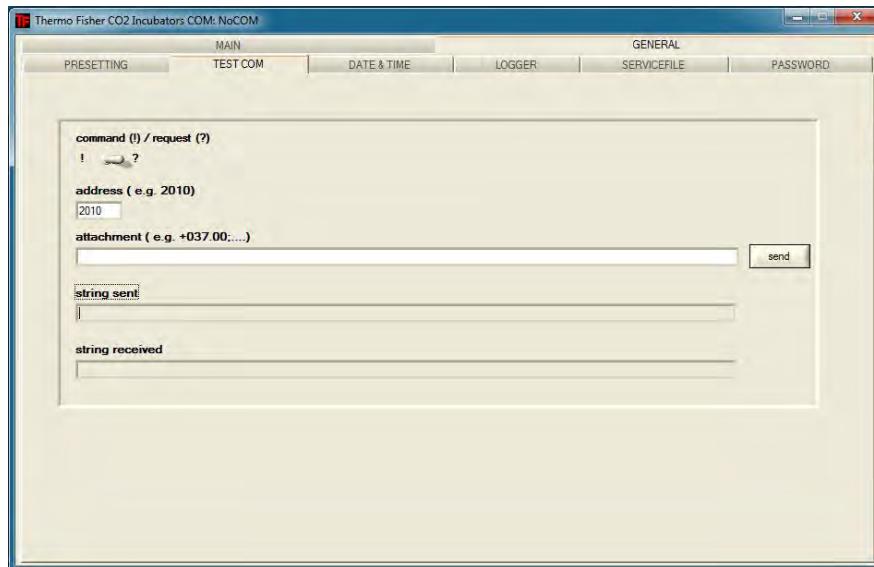 TF Thermo Fisher CO2 Incubators COM: NoCOM
MAIN GENERAL
PRESETTING TEST COM DATE & TIME LOGGER SERVICEFILE PASSWORD
command (!) / request (?)
! ?
address ( e.g. 2010)
2010
attachment ( e.g. +037.00;....)
send
string sent
string received